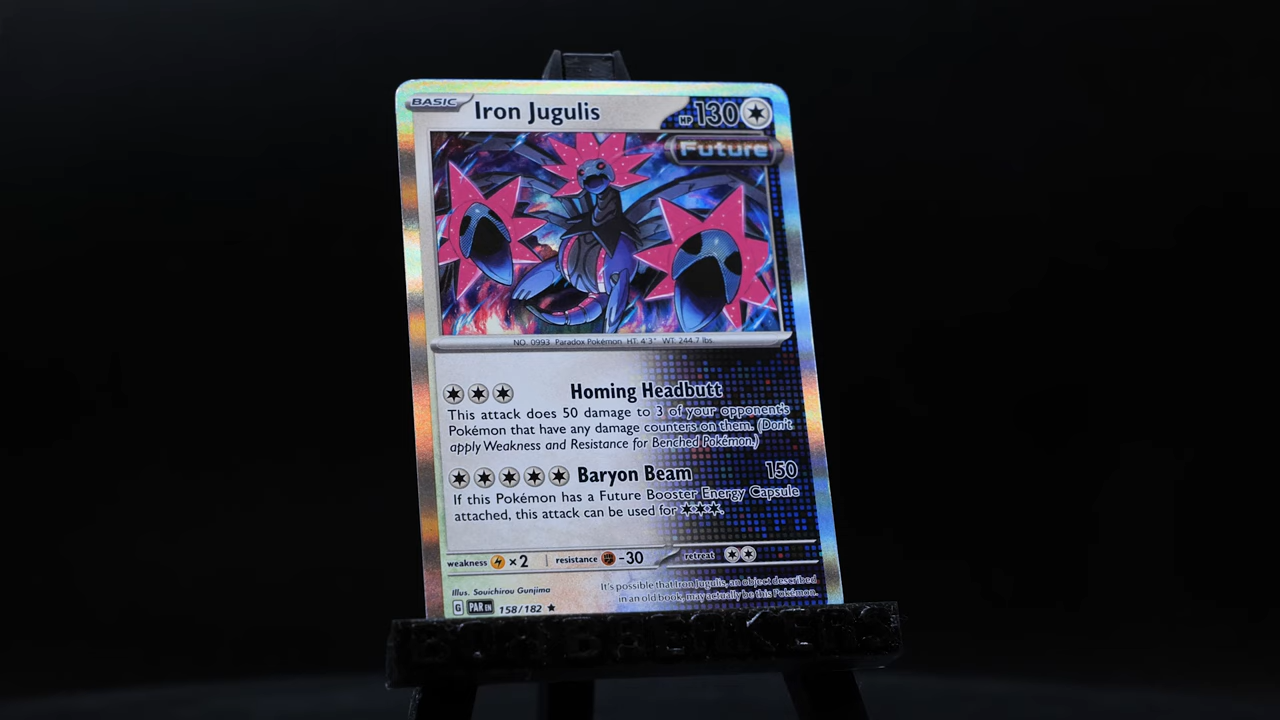 BASIC
Iron Jugulis
HP 130
Future
NO. 0993 Paradox Pokémon HT: 4'3" WT: 244.7 lbs.
Homing Headbutt
This attack does 50 damage to 3 of your opponent's
Pokémon that have any damage counters on them. (Don't
apply Weakness and Resistance for Benched Pokémon.)
Baryon Beam 150
If this Pokémon has a Future Booster Energy Capsule
attached, this attack can be used for
weakness ×2 resistance -30 retreat
Illus. Souichirou Gunjima
It's possible that Iron Jugulis, an object described
in an old book, may actually be this Pokémon.
G PAR EN 158/182